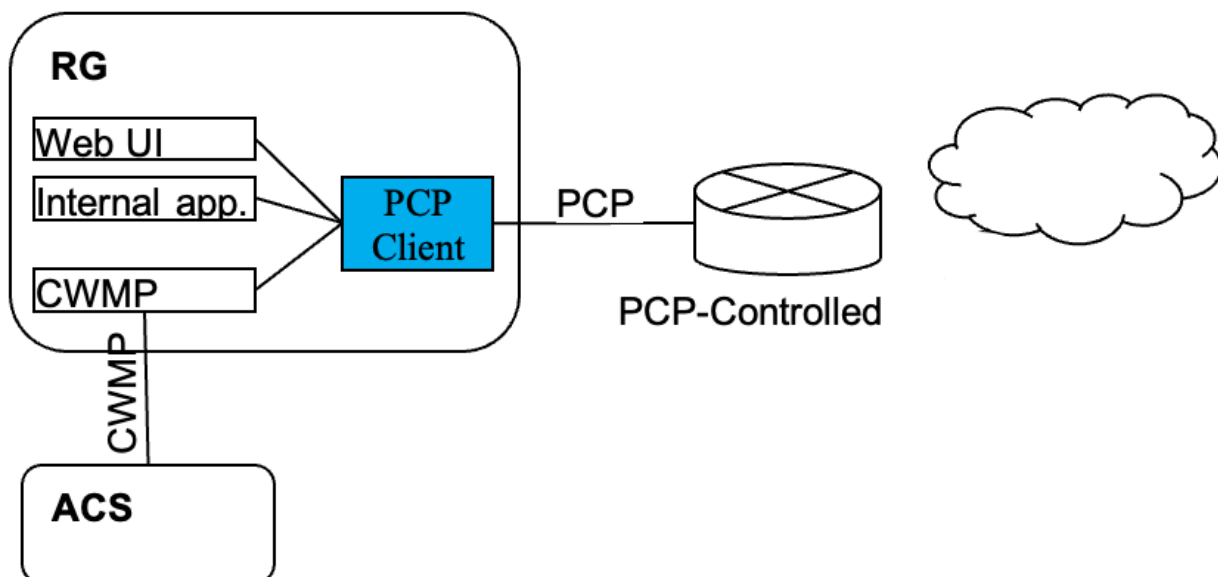 RG
Web UI
Internal app.
CWMP
PCP
Client
PCP
PCP-Controlled
CWMP
ACS